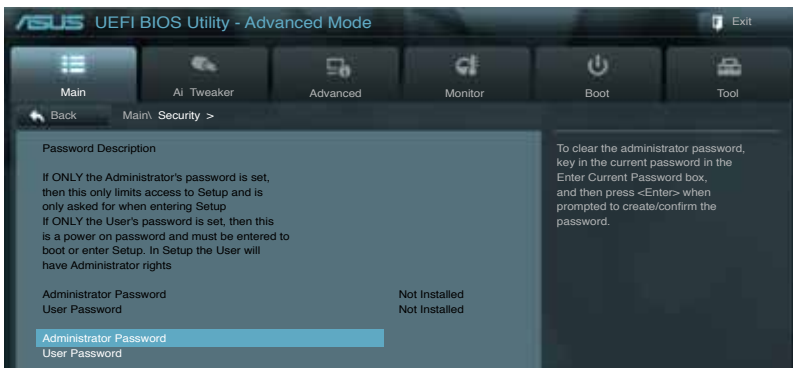 ASUS UEFI BIOS Utility - Advanced Mode
Exit
Main
Ai Tweaker
Advanced
Monitor
Boot
Tool
Back
Main\ Security >
Password Description
If ONLY the Administrator's password is set,
then this only limits access to Setup and is
only asked for when entering Setup
If ONLY the User's password is set, then this
is a power on password and must be entered to
boot or enter Setup. In Setup the User will
have Administrator rights
Administrator Password Not Installed
User Password Not Installed
Administrator Password
User Password
To clear the administrator password,
key in the current password in the
Enter Current Password box,
and then press <Enter> when
prompted to create/confirm the
password.